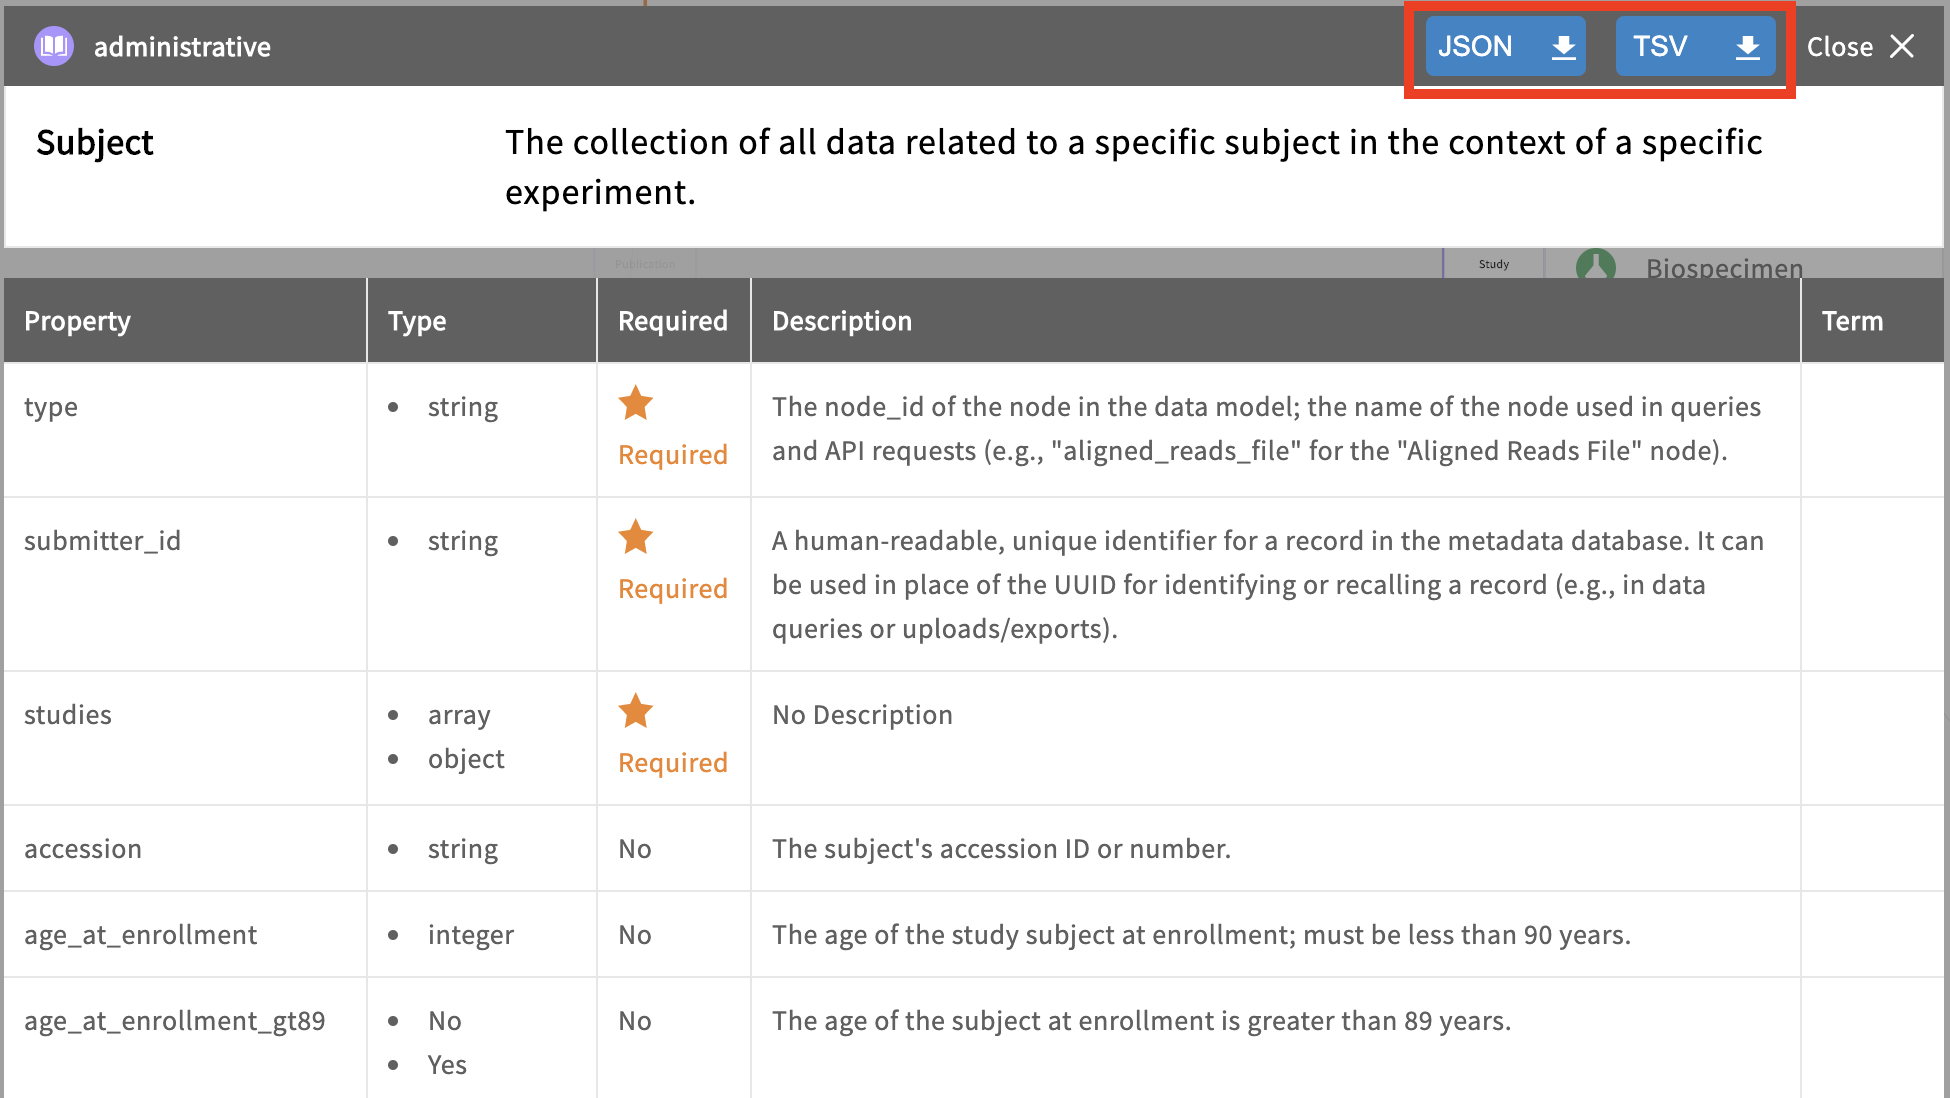 administrative
JSON
TSV
Close
Subject
The collection of all data related to a specific subject in the context of a specific
experiment.
Publication
Study
Biospecimen
Property
Type
Required
Description
Term
type
string
Required
The node_id of the node in the data model; the name of the node used in queries
and API requests (e.g., "aligned_reads_file" for the "Aligned Reads File" node).
submitter_id
string
Required
A human-readable, unique identifier for a record in the metadata database. It can
be used in place of the UUID for identifying or recalling a record (e.g., in data
queries or uploads/exports).
studies
array
object
Required
No Description
accession
string
No
The subject's accession ID or number.
age_at_enrollment
integer
No
The age of the study subject at enrollment; must be less than 90 years.
age_at_enrollment_gt89
No
Yes
No
The age of the subject at enrollment is greater than 89 years.